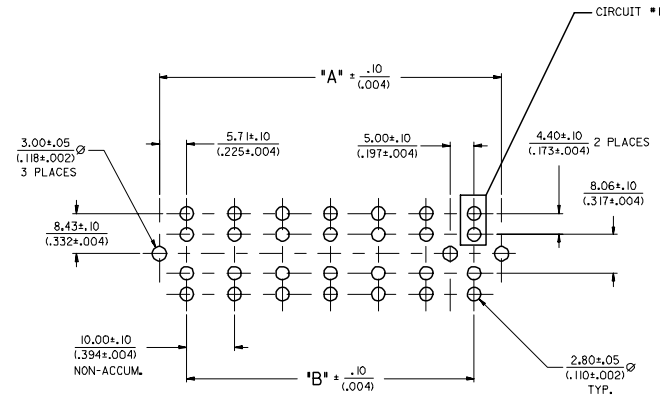 CIRCUIT #1
"A" ± .10
(.004)
5.71±.10
(.225±.004)
5.00±.10
(.197±.004)
4.40±.10
(.173±.004) 2 PLACES
3.00±.05 Ø
(.118±.002)
3 PLACES
8.06±.10
(.317±.004)
8.43±.10
(.332±.004)
10.00±.10
(.394±.004)
NON-ACCUM.
"B" ± .10
(.004)
2.80±.05 Ø
(.110±.002)
TYP.